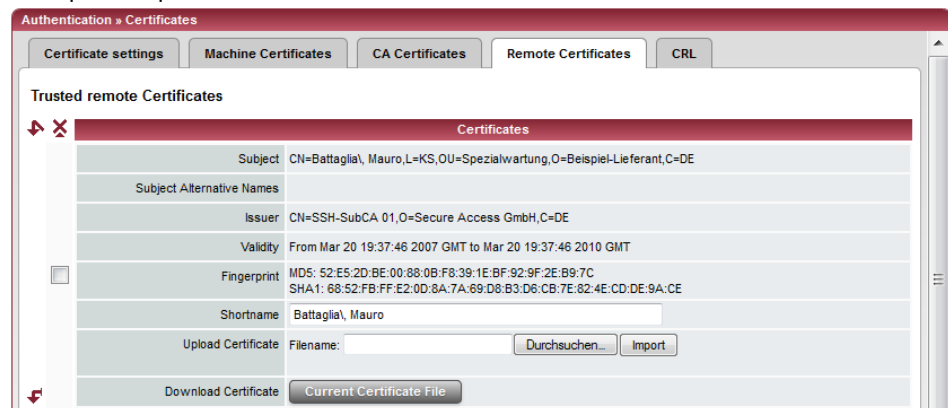 Authentication » Certificates
Certificate settings Machine Certificates CA Certificates Remote Certificates CRL
Trusted remote Certificates
Certificates
Subject CN=Battaglia\, Mauro,L=KS,OU=Spezialwartung,O=Beispiel-Lieferant,C=DE
Subject Alternative Names
Issuer CN=SSH-SubCA 01,O=Secure Access GmbH,C=DE
Validity From Mar 20 19:37:46 2007 GMT to Mar 20 19:37:46 2010 GMT
Fingerprint MD5: 52:E5:2D:BE:00:88:0B:F8:39:1E:BF:92:9F:2E:B9:7C
SHA1: 68:52:FB:FF:E2:0D:8A:7A:69:D8:B3:D6:CB:7E:82:4E:CD:DE:9A:CE
Shortname Battaglia\, Mauro
Upload Certificate Filename: Durchsuchen... Import
Download Certificate Current Certificate File